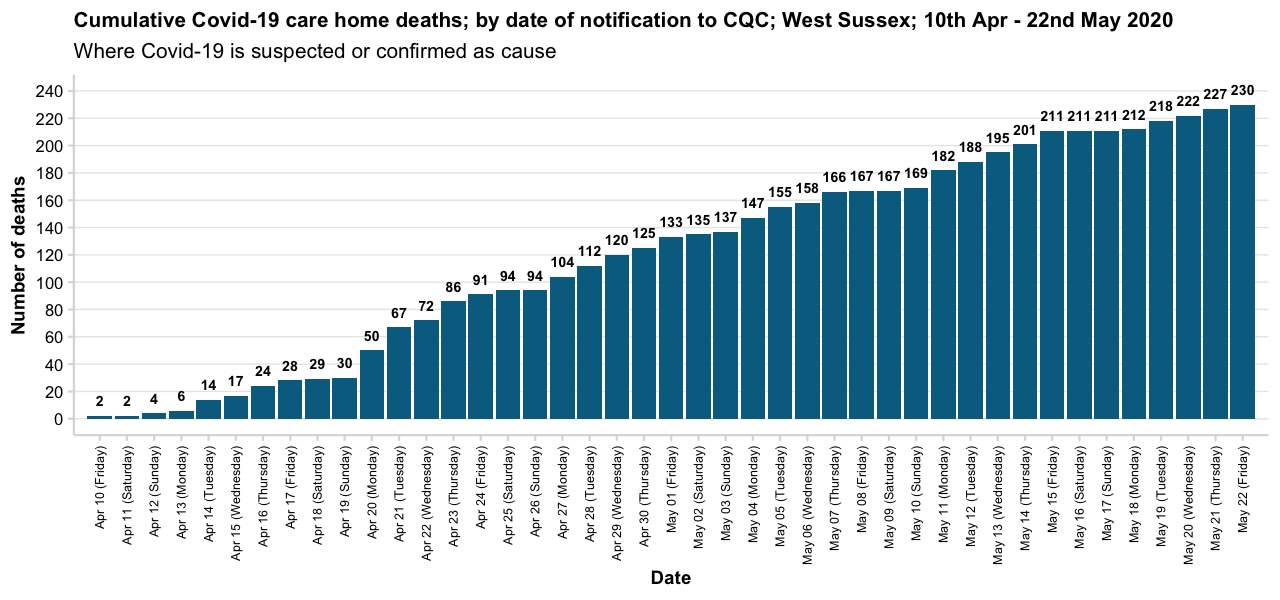 Cumulative Covid-19 care home deaths; by date of notification to CQC; West Sussex; 10th Apr - 22nd May 2020
Where Covid-19 is suspected or confirmed as cause
Number of deaths
240
220
200
180
160
140
120
100
80
60
40
20
0
2 2 4 6 14 17 24 28 29 30 50 67 72 86 91 94 94 104 112 120 125 133 135 137 147 155 158 166 167 167 169 182 188 195 201 211 211 211 212 218 222 227 230
Apr 10 (Friday)
Apr 11 (Saturday)
Apr 12 (Sunday)
Apr 13 (Monday)
Apr 14 (Tuesday)
Apr 15 (Wednesday)
Apr 16 (Thursday)
Apr 17 (Friday)
Apr 18 (Saturday)
Apr 19 (Sunday)
Apr 20 (Monday)
Apr 21 (Tuesday)
Apr 22 (Wednesday)
Apr 23 (Thursday)
Apr 24 (Friday)
Apr 25 (Saturday)
Apr 26 (Sunday)
Apr 27 (Monday)
Apr 28 (Tuesday)
Apr 29 (Wednesday)
Apr 30 (Thursday)
May 01 (Friday)
May 02 (Saturday)
May 03 (Sunday)
May 04 (Monday)
May 05 (Tuesday)
May 06 (Wednesday)
May 07 (Thursday)
May 08 (Friday)
May 09 (Saturday)
May 10 (Sunday)
May 11 (Monday)
May 12 (Tuesday)
May 13 (Wednesday)
May 14 (Thursday)
May 15 (Friday)
May 16 (Saturday)
May 17 (Sunday)
May 18 (Monday)
May 19 (Tuesday)
May 20 (Wednesday)
May 21 (Thursday)
May 22 (Friday)
Date